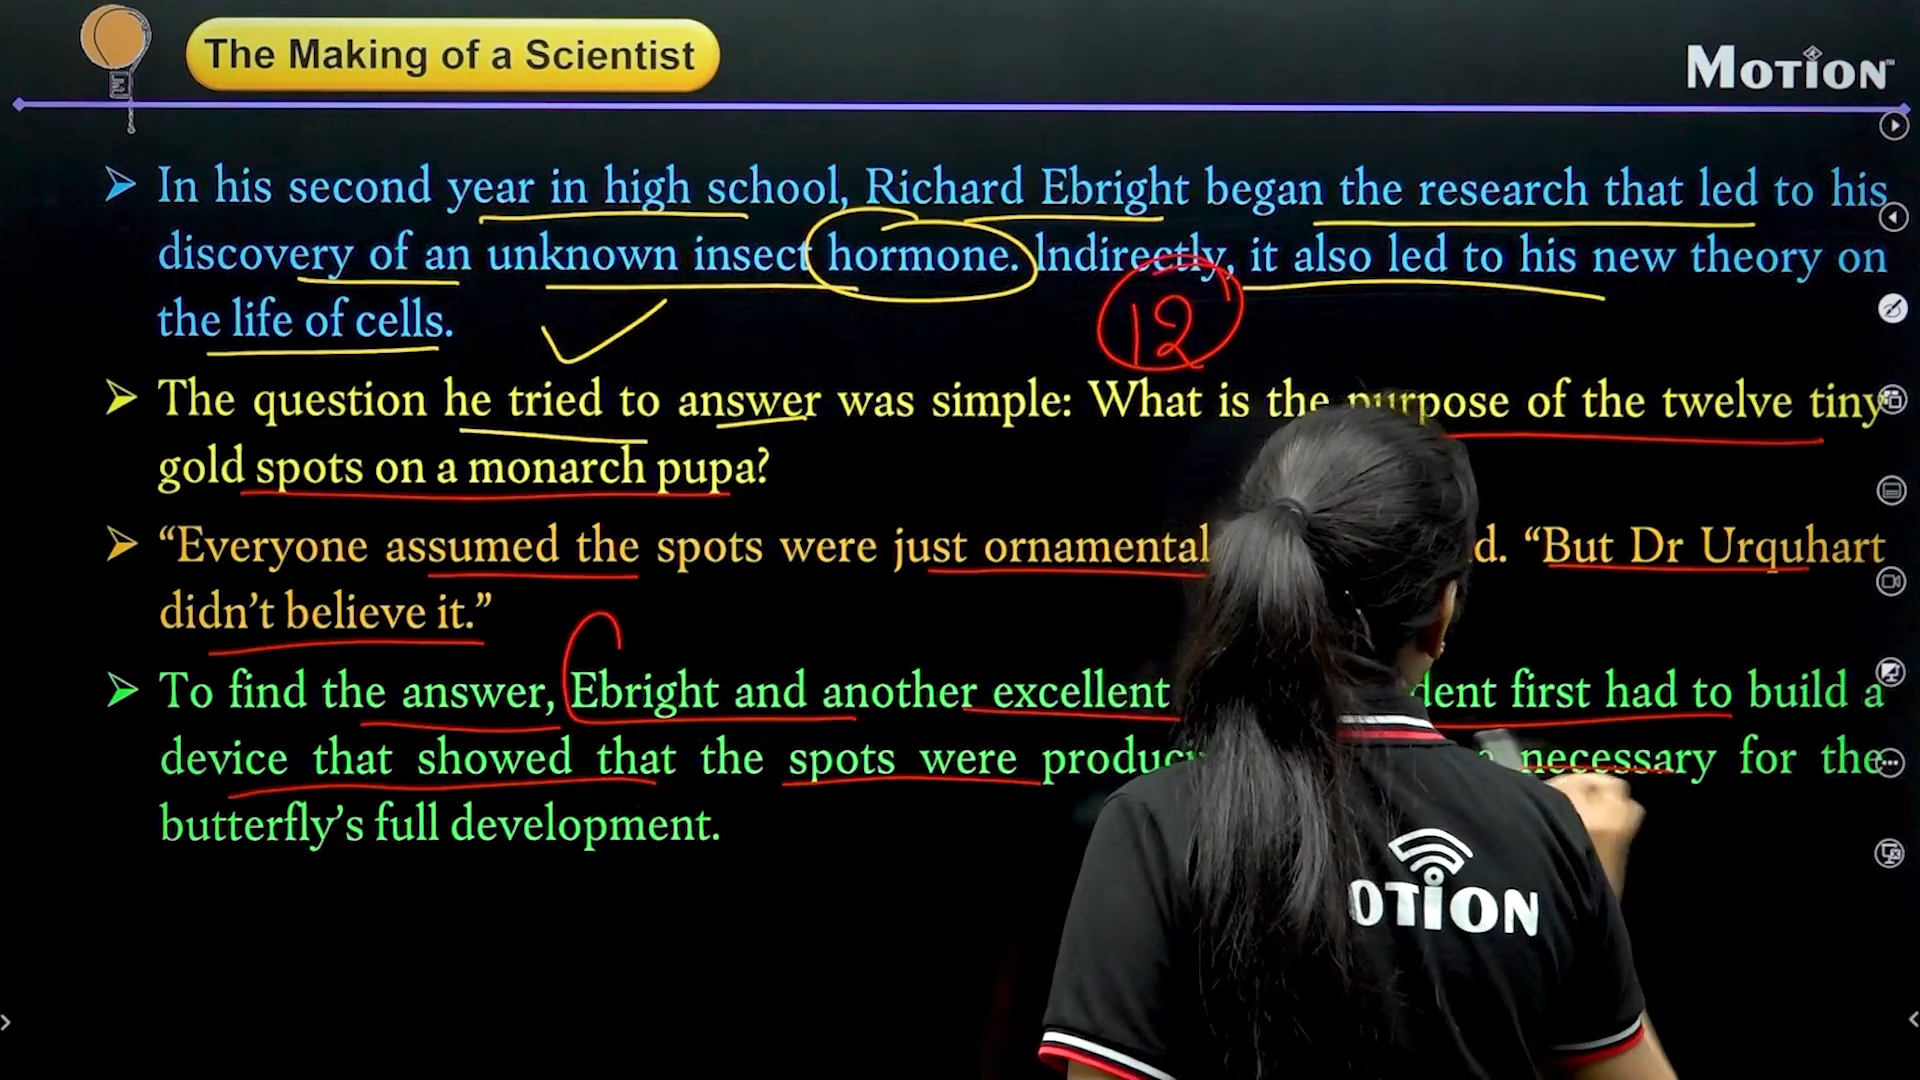 The Making of a Scientist
MOTiON™
➢ In his second year in high school, Richard Ebright began the research that led to his
discovery of an unknown insect hormone. Indirectly, it also led to his new theory on
the life of cells.
12
➢ The question he tried to answer was simple: What is the purpose of the twelve tiny
gold spots on a monarch pupa?
➢ “Everyone assumed the spots were just ornamental d. “But Dr Urquhart
didn’t believe it.”
➢ To find the answer, Ebright and another excellent dent first had to build a
device that showed that the spots were produc necessary for the
butterfly’s full development.
OTiON